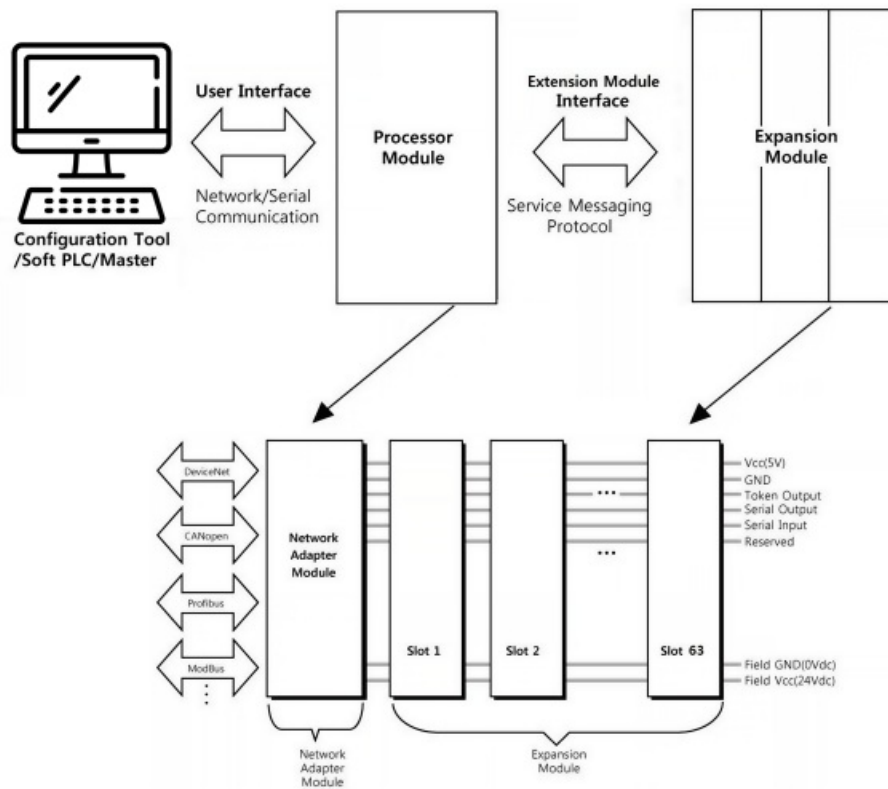 User Interface
Network/Serial
Communication
Configuration Tool
/Soft PLC/Master
Processor
Module
Extension Module
Interface
Service Messaging
Protocol
Expansion
Module
DeviceNet
CANopen
Profibus
ModBus
Network
Adapter
Module
Slot 1
Slot 2
Slot 63
Vcc(5V)
GND
Token Output
Serial Output
Serial Input
Reserved
Field GND(0Vdc)
Field Vcc(24Vdc)
Network
Adapter
Module
Expansion
Module